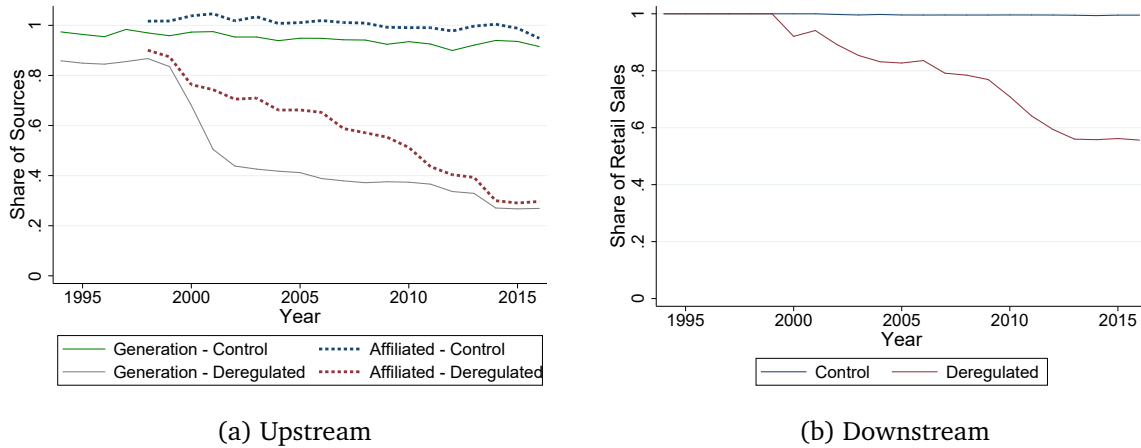 Share of Sources
1
.8
.6
.4
.2
0
1995
2000
2005
2010
2015
Year
Generation - Control
Affiliated - Control
Generation - Deregulated
Affiliated - Deregulated
(a) Upstream
Share of Retail Sales
1
.8
.6
.4
.2
0
1995
2000
2005
2010
2015
Year
Control
Deregulated
(b) Downstream